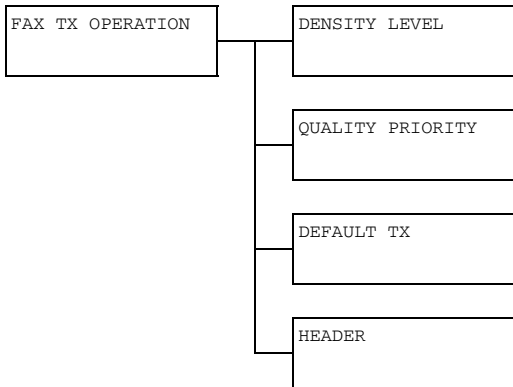 FAX TX OPERATION
DENSITY LEVEL
QUALITY PRIORITY
DEFAULT TX
HEADER